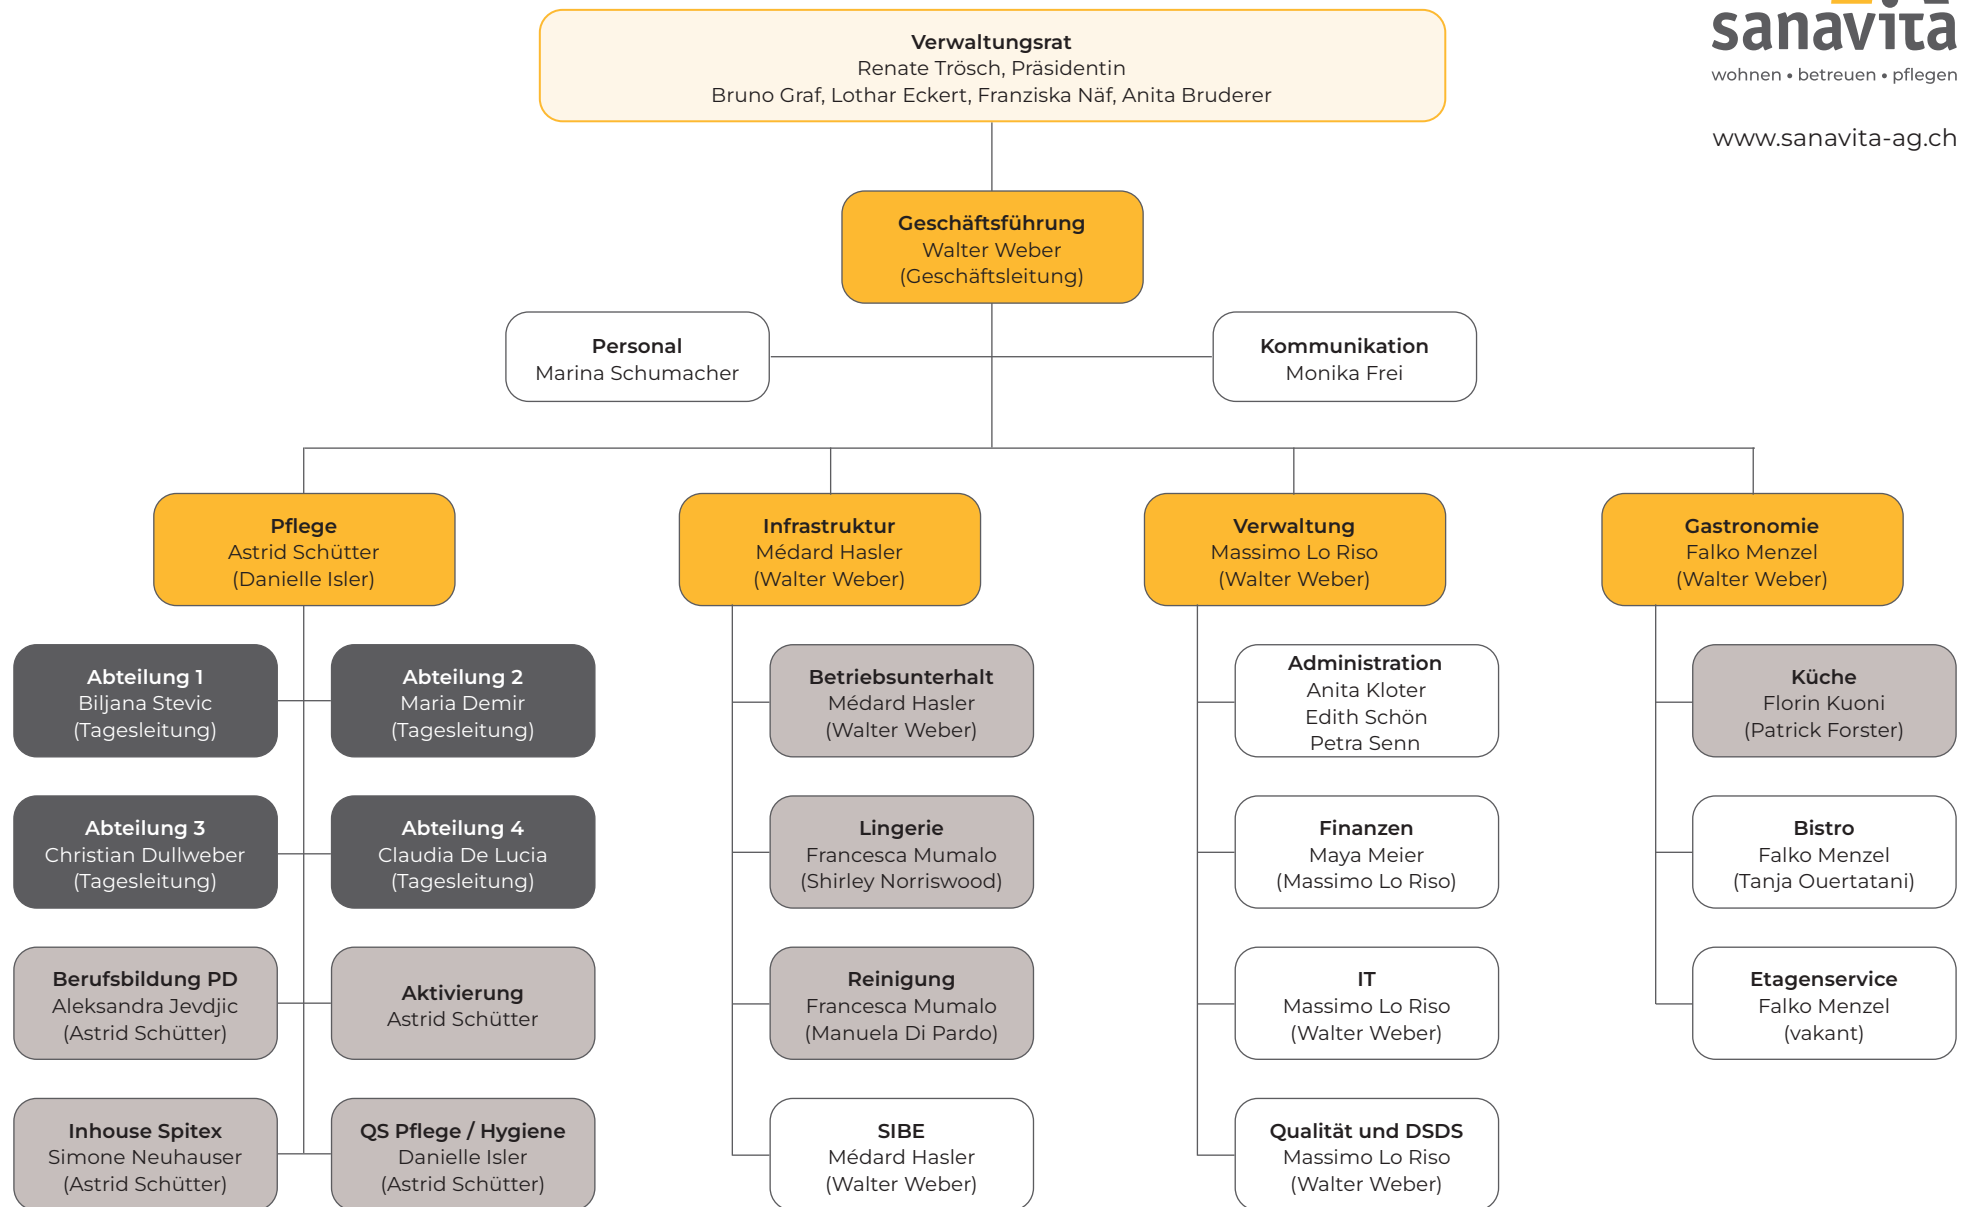 sanavita
wohnen • betreuen • pflegen
www.sanavita-ag.ch
Verwaltungsrat
Renate Trösch, Präsidentin
Bruno Graf, Lothar Eckert, Franziska Näf, Anita Bruderer
Geschäftsführung
Walter Weber
(Geschäftsleitung)
Personal
Marina Schumacher
Kommunikation
Monika Frei
Pflege
Astrid Schütter
(Danielle Isler)
Infrastruktur
Médard Hasler
(Walter Weber)
Verwaltung
Massimo Lo Riso
(Walter Weber)
Gastronomie
Falko Menzel
(Walter Weber)
Abteilung 1
Biljana Stevic
(Tagesleitung)
Abteilung 2
Maria Demir
(Tagesleitung)
Betriebsunterhalt
Médard Hasler
(Walter Weber)
Administration
Anita Kloter
Edith Schön
Petra Senn
Küche
Florin Kuoni
(Patrick Forster)
Abteilung 3
Christian Dullweber
(Tagesleitung)
Abteilung 4
Claudia De Lucia
(Tagesleitung)
Lingerie
Francesca Mumalo
(Shirley Norriswood)
Finanzen
Maya Meier
(Massimo Lo Riso)
Bistro
Falko Menzel
(Tanja Ouertatani)
Berufsbildung PD
Aleksandra Jevdjic
(Astrid Schütter)
Aktivierung
Astrid Schütter
Reinigung
Francesca Mumalo
(Manuela Di Pardo)
IT
Massimo Lo Riso
(Walter Weber)
Etagenservice
Falko Menzel
(vakant)
Inhouse Spitex
Simone Neuhauser
(Astrid Schütter)
QS Pflege / Hygiene
Danielle Isler
(Astrid Schütter)
SIBE
Médard Hasler
(Walter Weber)
Qualität und DSDS
Massimo Lo Riso
(Walter Weber)